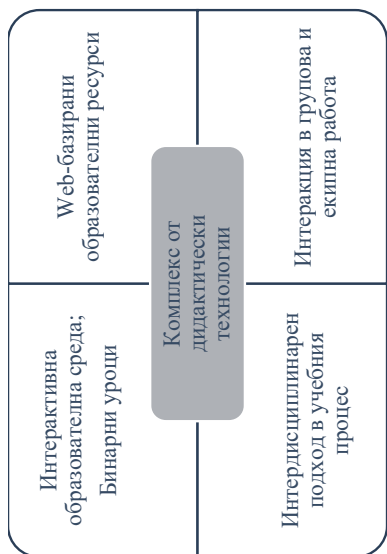 Интерактивна
образователна среда;
Бинарни уроци
Web-базирани
образователни ресурси
Комплекс от
дидактически
технологии
Интердисциплинарен
подход в учебния
процес
Интеракция в групова и
екипна работа